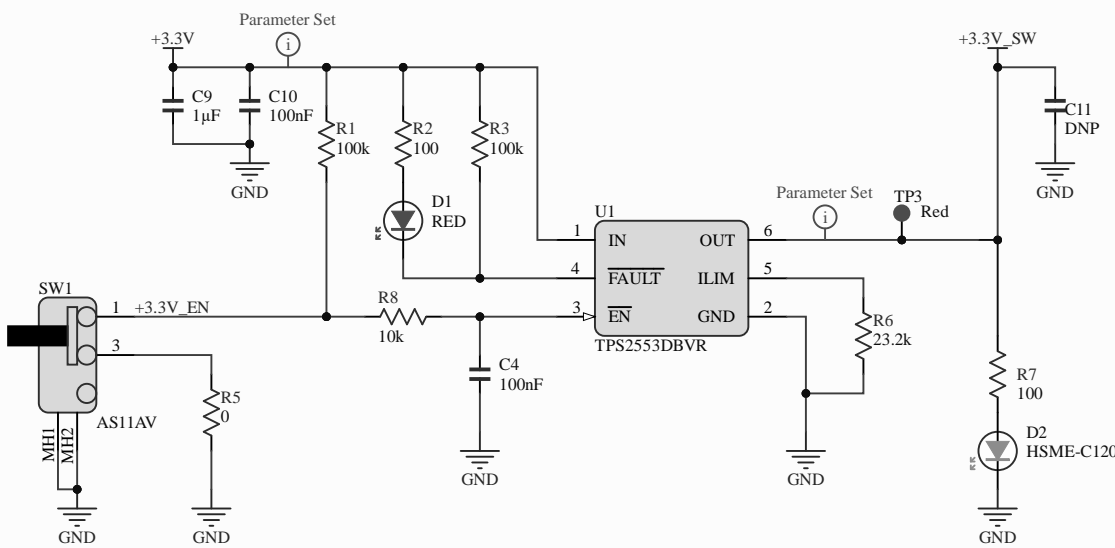 Parameter Set
i
+3.3V
C9
1µF
C10
100nF
GND
R1
100k
R2
100
R3
100k
D1
RED
+3.3V_SW
C11
DNP
GND
Parameter Set
i
TP3
Red
U1
1 IN OUT 6
4 FAULT ILIM 5
3 EN GND 2
TPS2553DBVR
SW1
1 +3.3V_EN
3
AS11AV
MH1
MH2
GND
R5
0
GND
R8
10k
C4
100nF
GND
R6
23.2k
GND
R7
100
D2
HSME-C120
GND